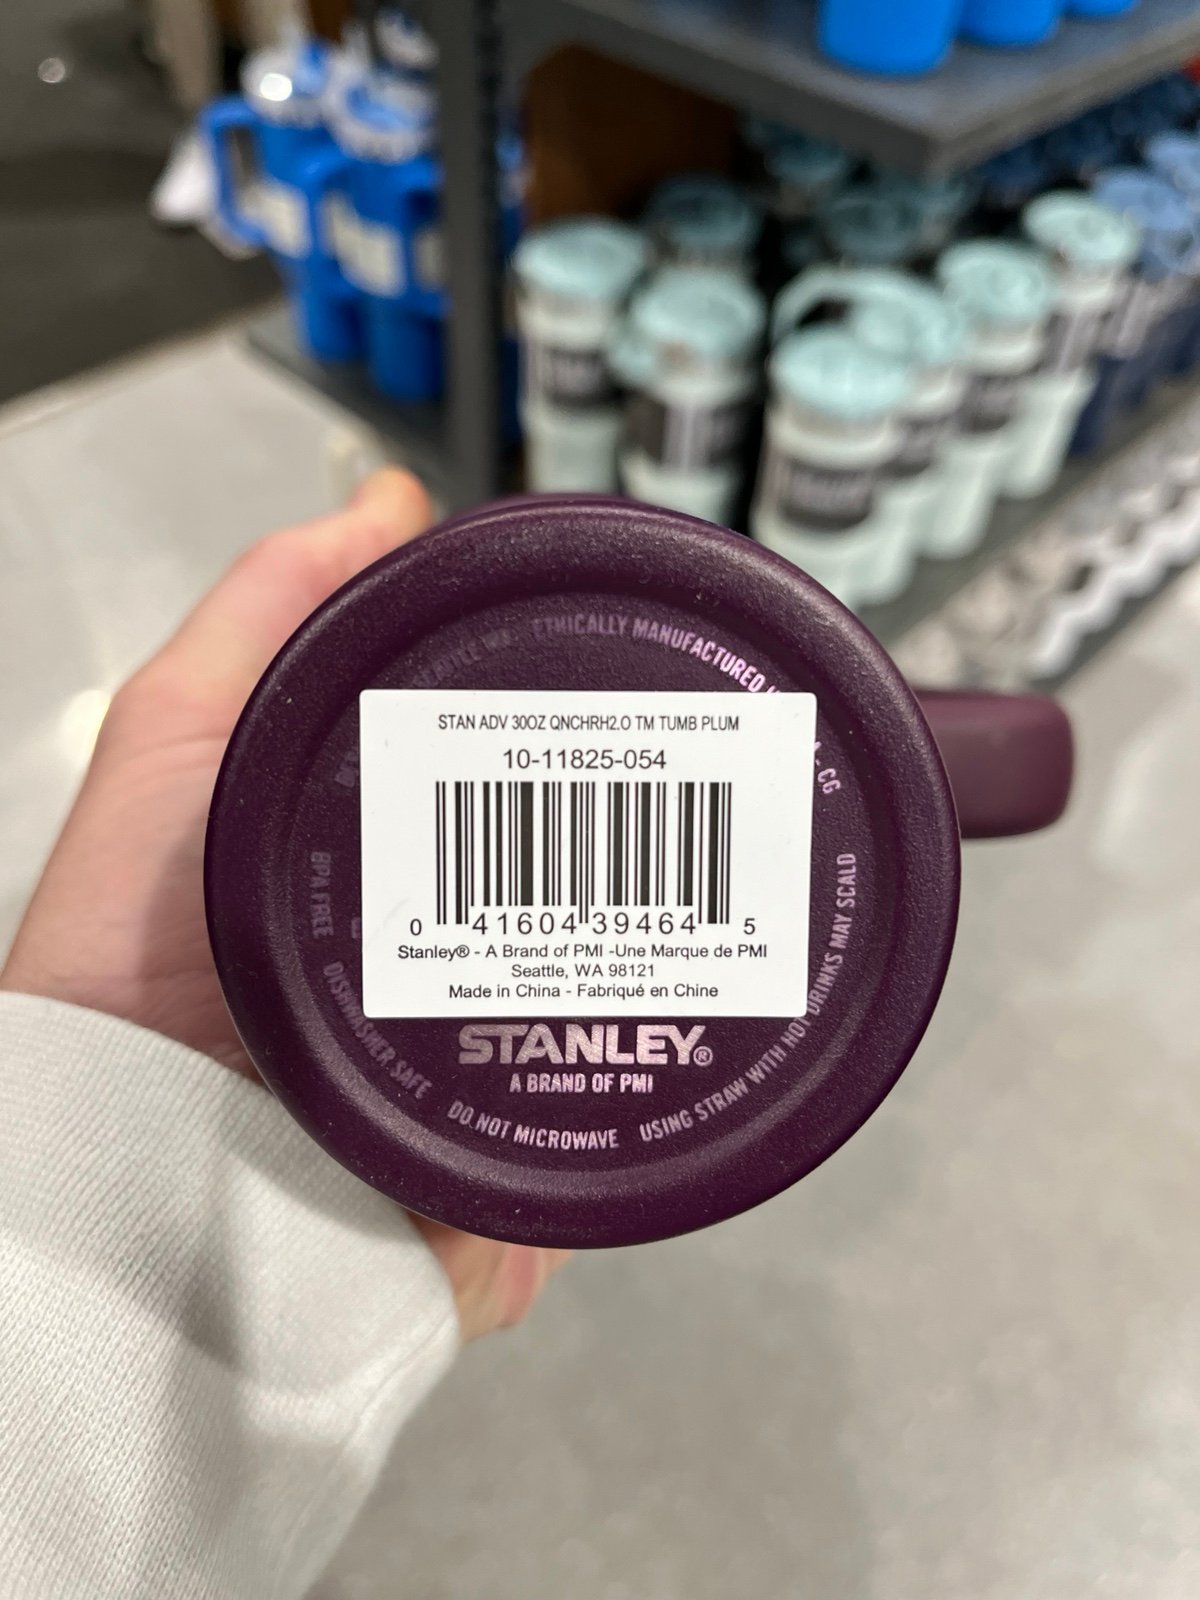 ETHICALLY MANUFACTURED
STAN ADV 30OZ QNCHRH2.O TM TUMB PLUM
10-11825-054
0 41604 39464 5
Stanley® - A Brand of PMI -Une Marque de PMI
Seattle, WA 98121
Made in China - Fabriqué en Chine
STANLEY®
A BRAND OF PMI
BPA FREE
DISHWASHER SAFE
DO NOT MICROWAVE
USING STRAW WITH HOT DRINKS MAY SCALD
CG